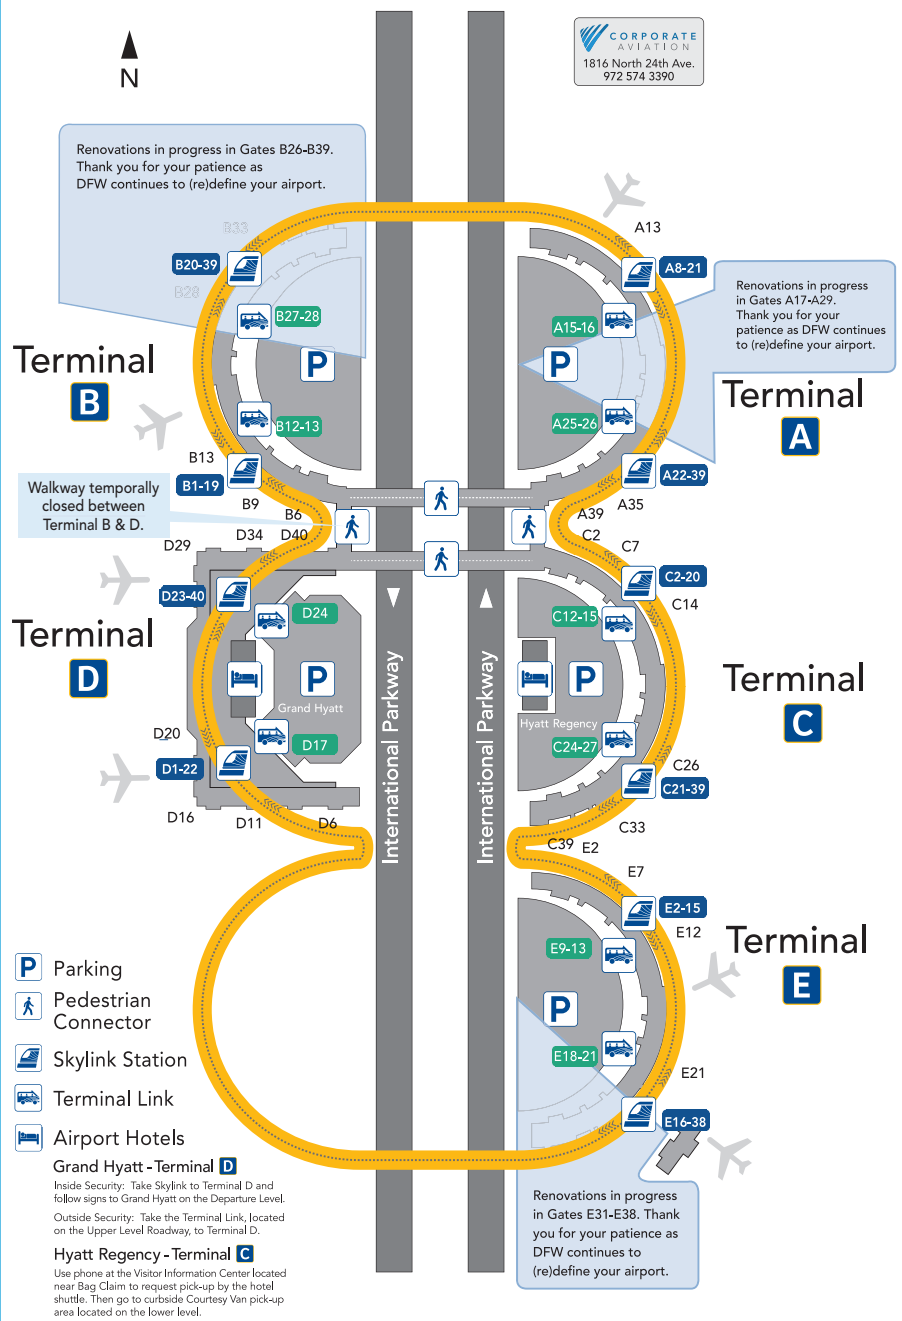 N
CORPORATE
AVIATION
1816 North 24th Ave.
972 574 3390
Renovations in progress in Gates B26-B39.
Thank you for your patience as
DFW continues to (re)define your airport.
B33
A13
B20-39
A8-21
B28
Renovations in progress
in Gates A17-A29.
Thank you for your
patience as DFW continues
to (re)define your airport.
B27-28
A15-16
Terminal
B
P
P
Terminal
A
B12-13
A25-26
B13
B1-19
A22-39
Walkway temporally
closed between
Terminal B & D.
B9
B6
A39
A35
D29
D34
D40
C2
C7
D23-40
C2-20
D24
C12-15
C14
Terminal
D
P
Grand Hyatt
International Parkway
International Parkway
P
Hyatt Regency
Terminal
C
D20
D17
C24-27
D1-22
C26
C21-39
D16
D11
D6
C33
C39
E2
E7
E2-15
E12
E9-13
Terminal
E
P
E18-21
E21
E16-38
P Parking
Pedestrian
Connector
Skylink Station
Terminal Link
Airport Hotels
Grand Hyatt - Terminal D
Inside Security: Take Skylink to Terminal D and
follow signs to Grand Hyatt on the Departure Level.
Outside Security: Take the Terminal Link, located
on the Upper Level Roadway, to Terminal D.
Hyatt Regency - Terminal C
Use phone at the Visitor Information Center located
near Bag Claim to request pick-up by the hotel
shuttle. Then go to curbside Courtesy Van pick-up
area located on the lower level.
Renovations in progress
in Gates E31-E38. Thank
you for your patience as
DFW continues to
(re)define your airport.